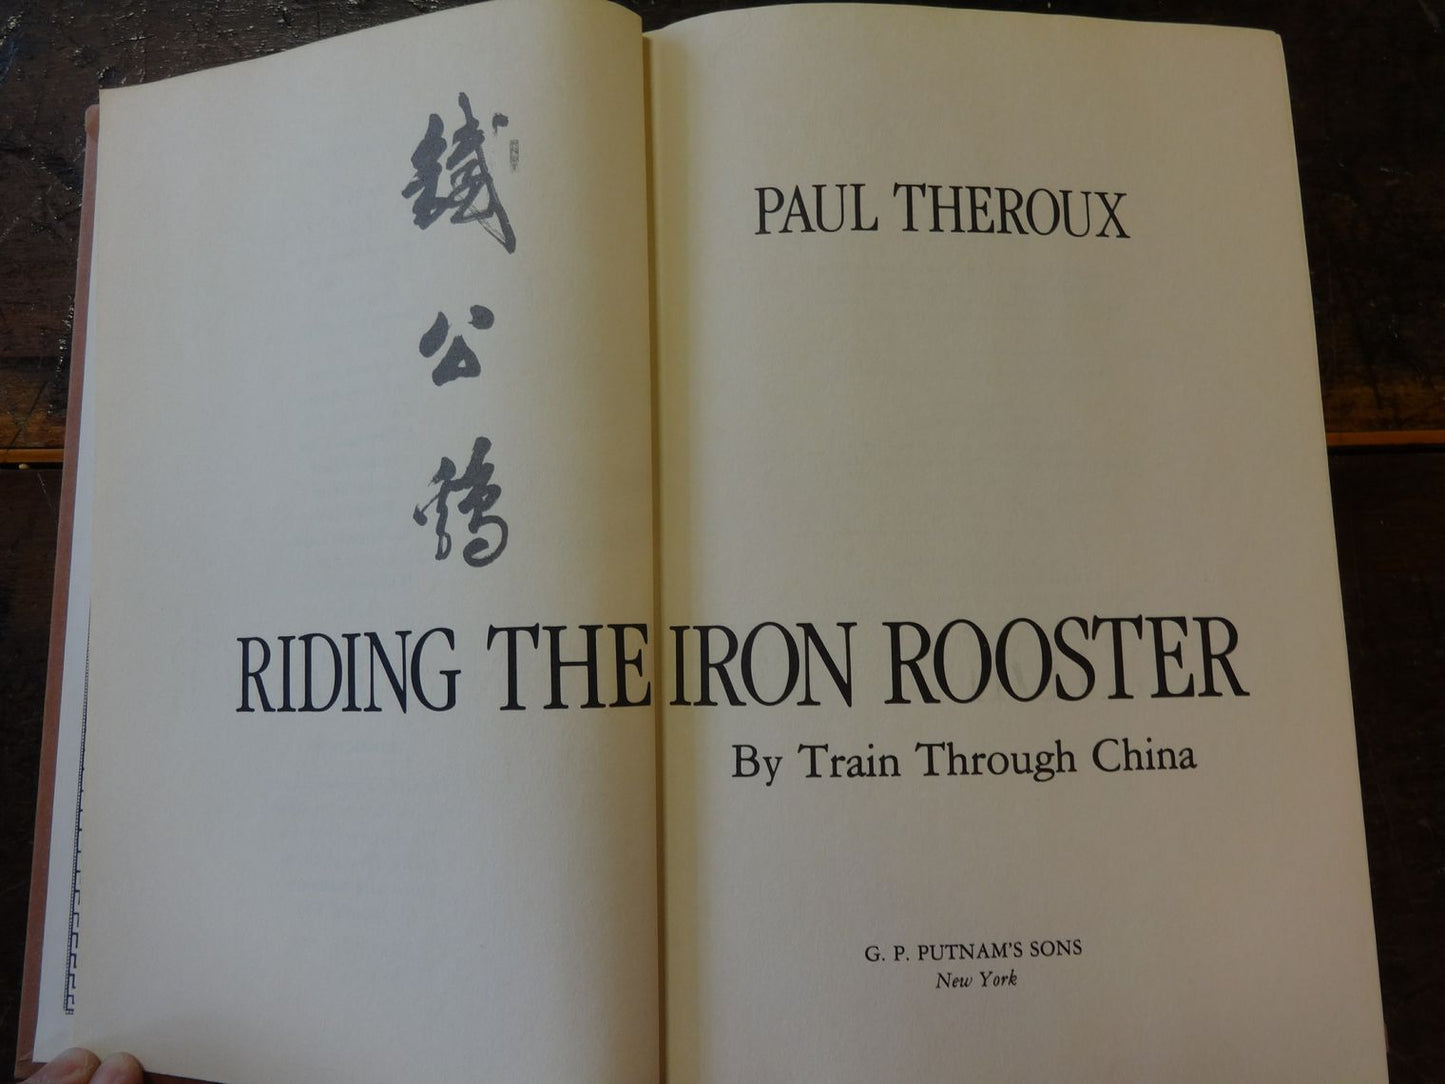 鐵公鷄
PAUL THEROUX
RIDING THE IRON ROOSTER
By Train Through China
G. P. PUTNAM'S SONS
New York